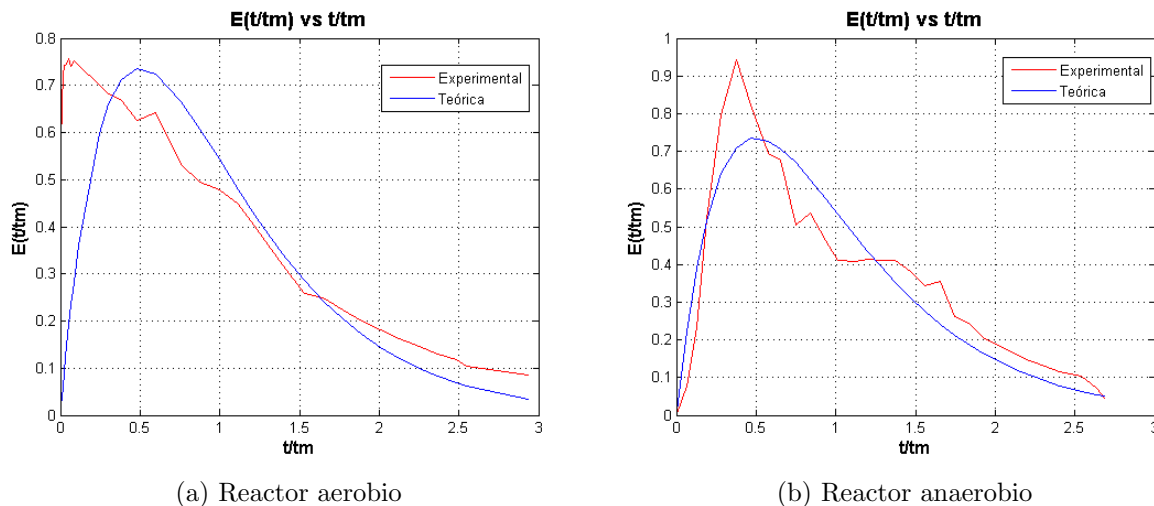 E(t/tm) vs t/tm
0.8
0.7
0.6
0.5
0.4
0.3
0.2
0.1
0
E(t/tm)
Experimental
Teórica
0 0.5 1 1.5 2 2.5 3
t/tm
(a) Reactor aerobio
E(t/tm) vs t/tm
1
0.9
0.8
0.7
0.6
0.5
0.4
0.3
0.2
0.1
0
E(t/tm)
Experimental
Teórica
0 0.5 1 1.5 2 2.5 3
t/tm
(b) Reactor anaerobio